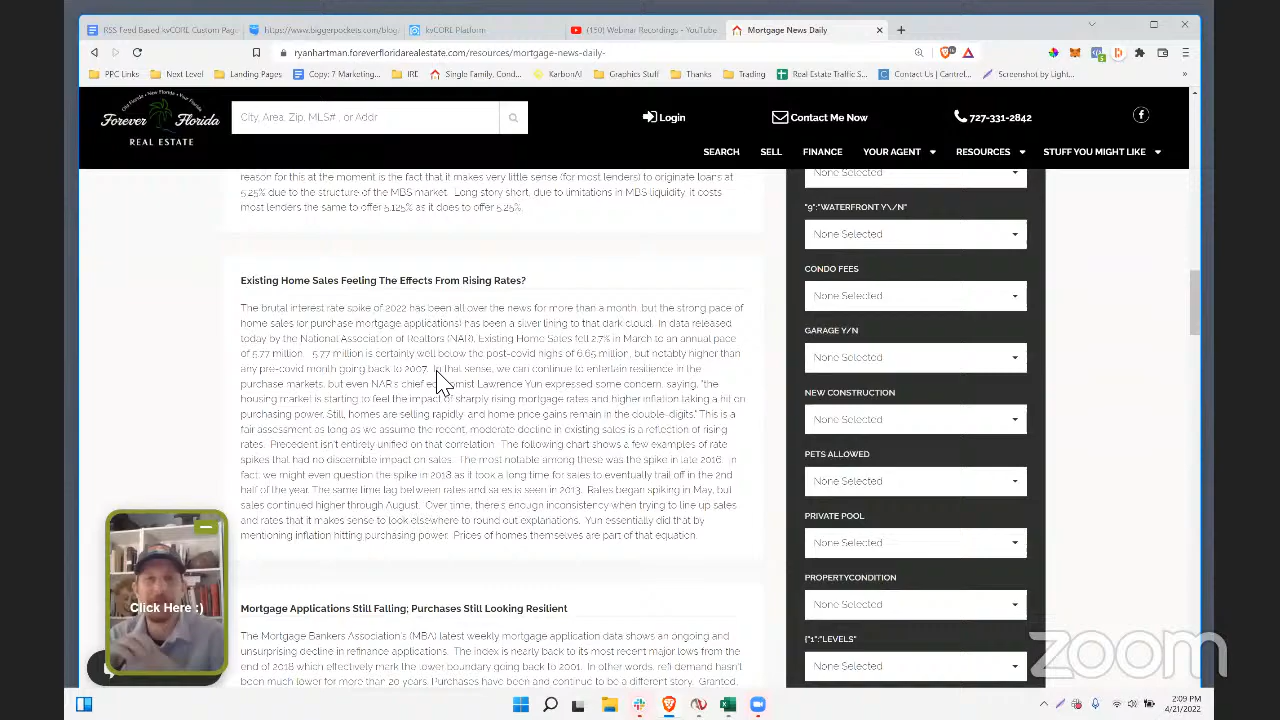 RSS Feed Based kvCORE Custom Page
https://www.biggerpockets.com/blog
kvCORE Platform
(150) Webinar Recordings - YouTube
Mortgage News Daily
ryanhartman.foreverfloridarealestate.com/resources/mortgage-news-daily-
PPC Links
Next Level
Landing Pages
Copy: 7 Marketing...
IRE
Single Family, Cond...
KarbonAI
Graphics Stuff
Thanks
Trading
Real Estate Traffic S...
Contact Us | Cantrel...
Screenshot by Lights...
Old Florida • New Florida • Your Florida
Forever Florida
REAL ESTATE
City, Area, Zip, MLS# , or Addr
Login
Contact Me Now
727-331-2842
SEARCH
SELL
FINANCE
YOUR AGENT
RESOURCES
STUFF YOU MIGHT LIKE
reason for this at the moment is the fact that it makes very little sense (for most lenders) to originate loans at
5.25% due to the structure of the MBS market. Long story short, due to limitations in MBS liquidity, it costs
most lenders the same to offer 5.125% as it does to offer 5.25%.
Existing Home Sales Feeling The Effects From Rising Rates?
The brutal interest rate spike of 2022 has been all over the news for more than a month, but the strong pace of
home sales (or purchase mortgage applications) has been a silver lining to that dark cloud. In data released
today by the National Association of Realtors (NAR), Existing Home Sales fell 2.7% in March to an annual pace
of 5.77 million. 5.77 million is certainly well below the post-covid highs of 6.65 million, but notably higher than
any pre-covid month going back to 2007. In that sense, we can continue to entertain resilience in the
purchase markets, but even NAR's chief economist Lawrence Yun expressed some concern, saying, "the
housing market is starting to feel the impact of sharply rising mortgage rates and higher inflation taking a hit on
purchasing power. Still, homes are selling rapidly, and home price gains remain in the double-digits." This is a
fair assessment as long as we assume the recent, moderate decline in existing sales is a reflection of rising
rates. Precedent isn't entirely unified on that correlation. The following chart shows a few examples of rate
spikes that had no discernible impact on sales. The most notable among these was the spike in late 2016. In
fact, we might even question the spike in 2018 as it took a long time for sales to eventually trail off in the 2nd
half of the year. The same time lag between rates and sales is seen in 2013. Rates began spiking in May, but
sales continued higher through August. Over time, there's enough inconsistency when trying to line up sales
and rates that it makes sense to look elsewhere to round out explanations. Yun essentially did that by
mentioning inflation hitting purchasing power. Prices of homes themselves are part of that equation.
Mortgage Applications Still Falling; Purchases Still Looking Resilient
The Mortgage Bankers Association's (MBA) latest weekly mortgage application data shows an ongoing and
unsurprising decline in refinance applications. The index is already back to its most recent major lows from the
end of 2018 which effectively mark the lower boundary going back to 2001. In other words, refi demand hasn't
been much lower for more than 20 years. Purchases have been and continue to be a different story. Granted,
None Selected
"9":"WATERFRONT Y\/N"
None Selected
CONDO FEES
None Selected
GARAGE Y/N
None Selected
NEW CONSTRUCTION
None Selected
PETS ALLOWED
None Selected
PRIVATE POOL
None Selected
PROPERTYCONDITION
None Selected
{"1":"LEVELS"
None Selected
Click Here :)
zoom
2:09 PM
4/21/2022